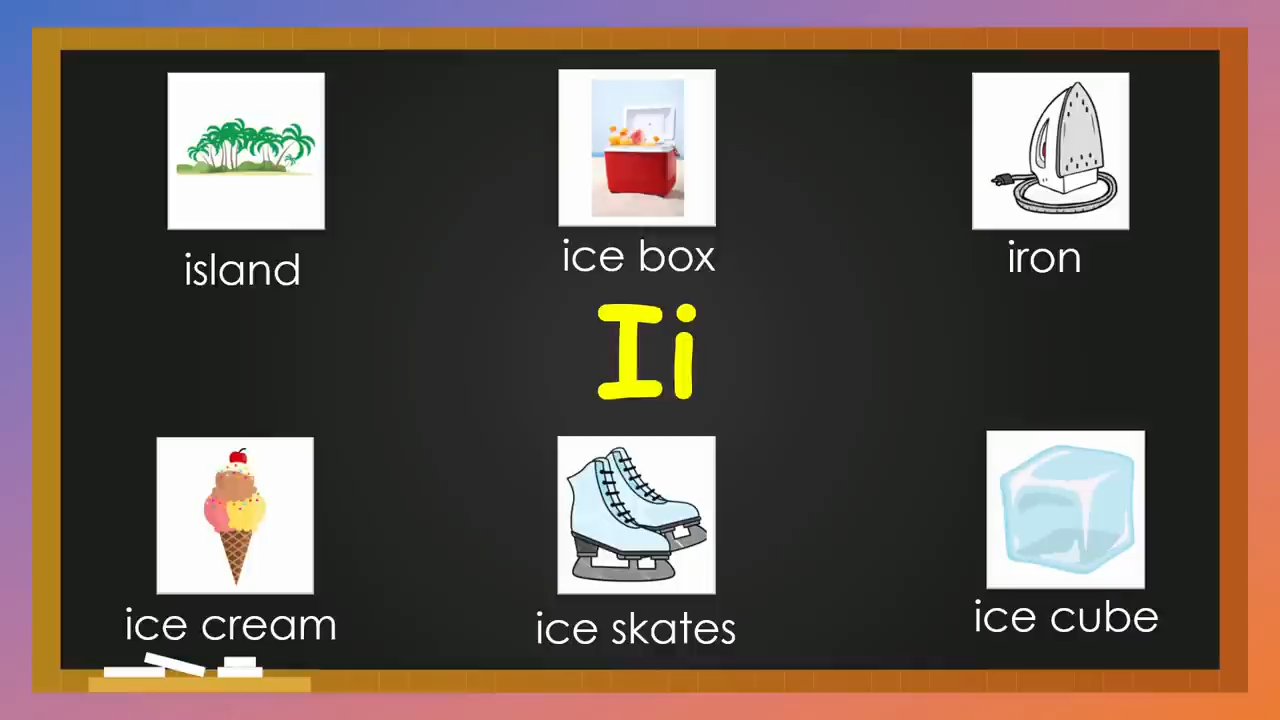 island
ice box
iron
Ii
ice cream
ice skates
ice cube